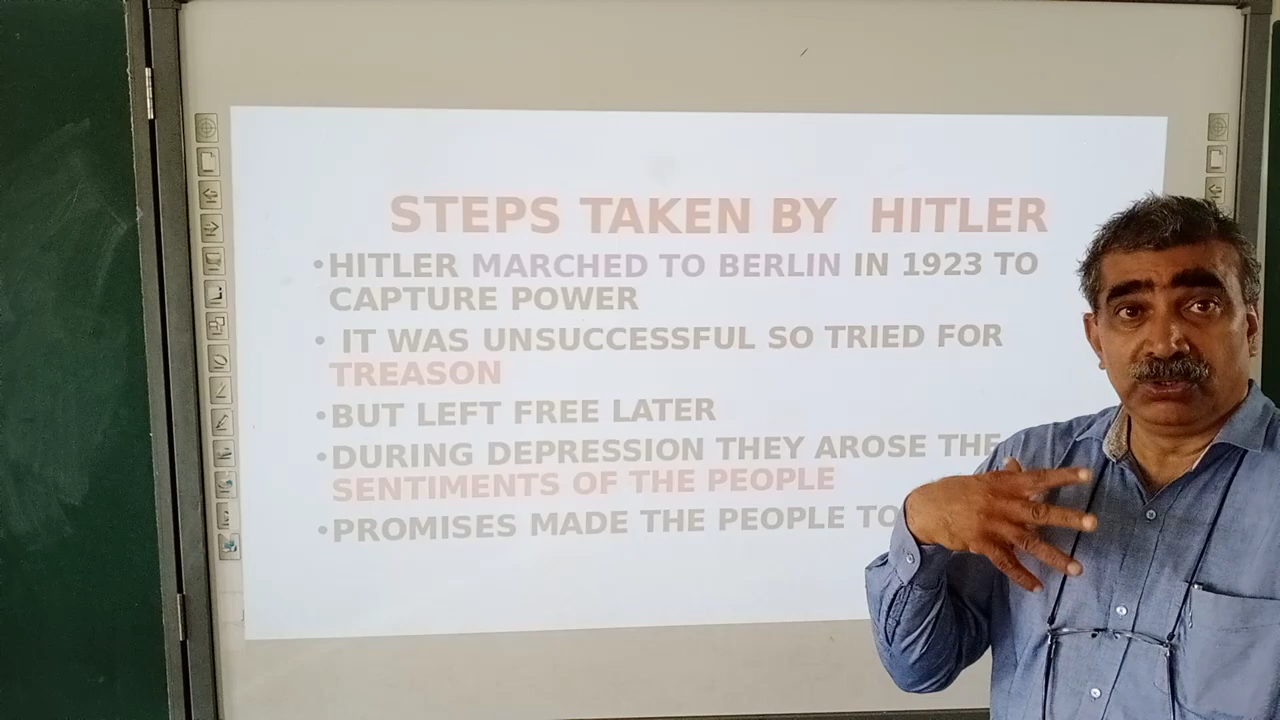 STEPS TAKEN BY HITLER
•HITLER MARCHED TO BERLIN IN 1923 TO
CAPTURE POWER
• IT WAS UNSUCCESSFUL SO TRIED FOR
TREASON
•BUT LEFT FREE LATER
•DURING DEPRESSION THEY AROSE THE
SENTIMENTS OF THE PEOPLE
•PROMISES MADE THE PEOPLE TO